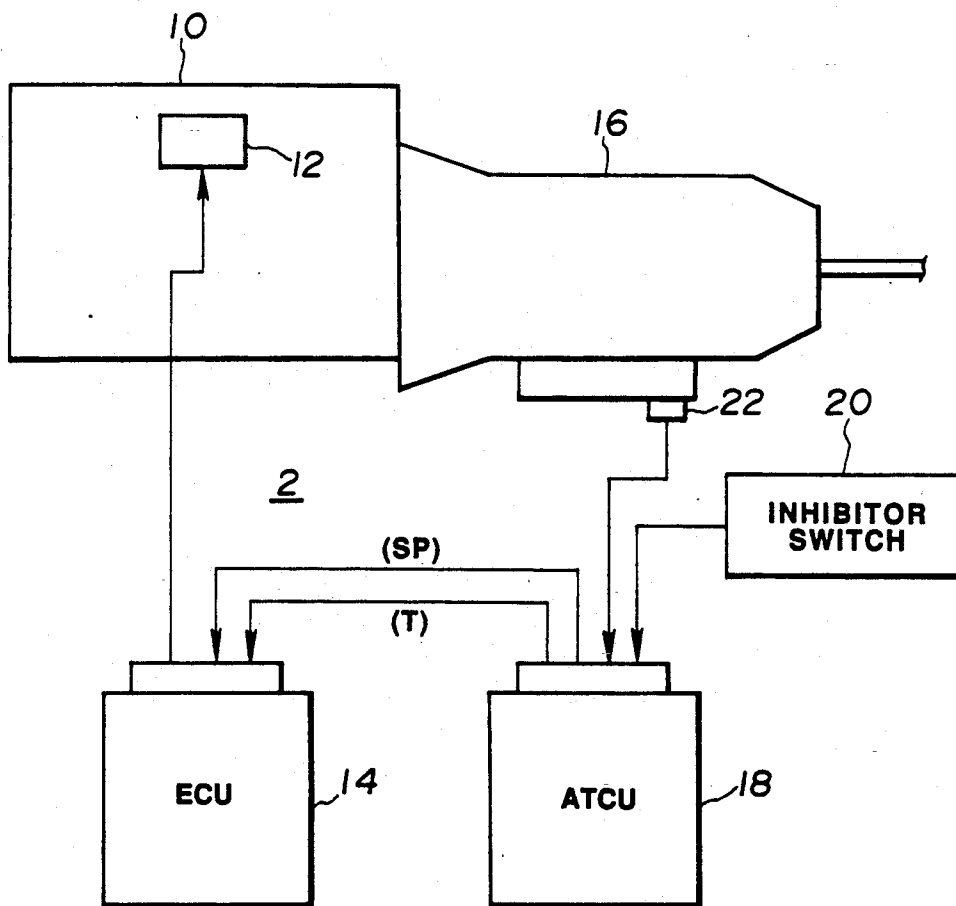 10
12
16
22
20
INHIBITOR
SWITCH
2
(SP)
(T)
ECU
14
ATCU
18